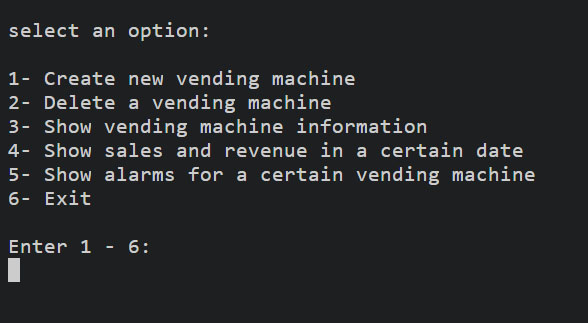 select an option:
1- Create new vending machine
2- Delete a vending machine
3- Show vending machine information
4- Show sales and revenue in a certain date
5- Show alarms for a certain vending machine
6- Exit
Enter 1 - 6: